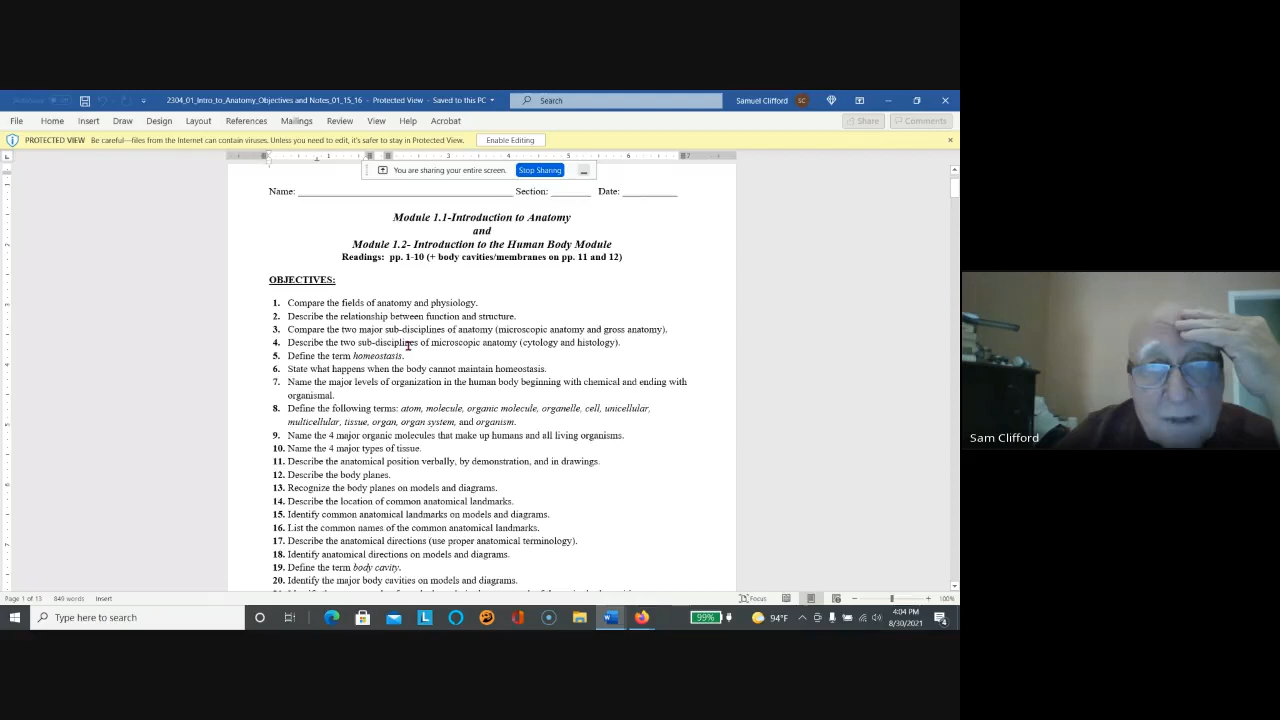 2304_01_Intro_to_Anatomy_Objectives and Notes_01_15_16 - Protected View - Saved to this PC
Search
Samuel Clifford
SC
File Home Insert Draw Design Layout References Mailings Review View Help Acrobat
Share
Comments
PROTECTED VIEW Be careful—files from the Internet can contain viruses. Unless you need to edit, it's safer to stay in Protected View.
Enable Editing
You are sharing your entire screen.
Stop Sharing
Name: Section: Date:
Module 1.1-Introduction to Anatomy
and
Module 1.2- Introduction to the Human Body Module
Readings: pp. 1-10 (+ body cavities/membranes on pp. 11 and 12)
OBJECTIVES:
1. Compare the fields of anatomy and physiology.
2. Describe the relationship between function and structure.
3. Compare the two major sub-disciplines of anatomy (microscopic anatomy and gross anatomy).
4. Describe the two sub-disciplines of microscopic anatomy (cytology and histology).
5. Define the term homeostasis.
6. State what happens when the body cannot maintain homeostasis.
7. Name the major levels of organization in the human body beginning with chemical and ending with
organismal.
8. Define the following terms: atom, molecule, organic molecule, organelle, cell, unicellular,
multicellular, tissue, organ, organ system, and organism.
9. Name the 4 major organic molecules that make up humans and all living organisms.
10. Name the 4 major types of tissue.
11. Describe the anatomical position verbally, by demonstration, and in drawings.
12. Describe the body planes.
13. Recognize the body planes on models and diagrams.
14. Describe the location of common anatomical landmarks.
15. Identify common anatomical landmarks on models and diagrams.
16. List the common names of the common anatomical landmarks.
17. Describe the anatomical directions (use proper anatomical terminology).
18. Identify anatomical directions on models and diagrams.
19. Define the term body cavity.
20. Identify the major body cavities on models and diagrams.
Sam Clifford
Page 1 of 13 849 words Insert
Focus
100%
Type here to search
99%
94°F
4:04 PM
8/30/2021